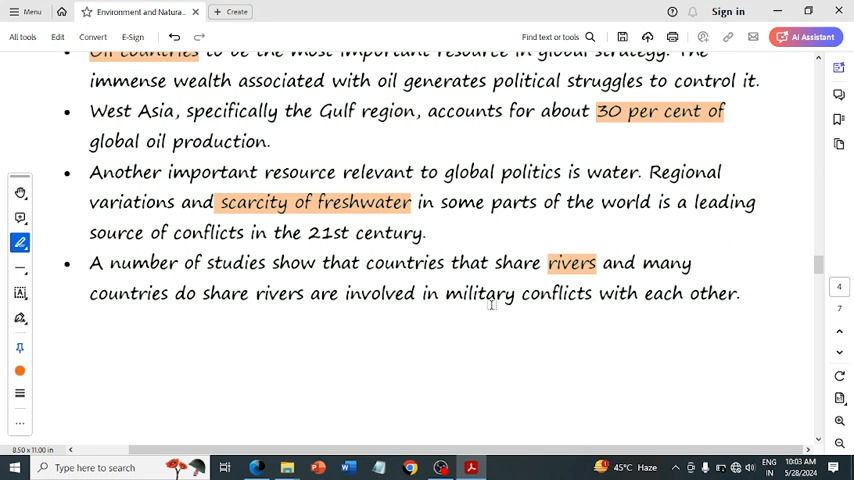 Menu
Environment and Natura...
Create
Sign in
All tools
Edit
Convert
E-Sign
Find text or tools
AI Assistant
Oil countries to be the most important resource in global strategy. The
immense wealth associated with oil generates political struggles to control it.
• West Asia, specifically the Gulf region, accounts for about 30 per cent of
global oil production.
• Another important resource relevant to global politics is water. Regional
variations and scarcity of freshwater in some parts of the world is a leading
source of conflicts in the 21st century.
• A number of studies show that countries that share rivers and many
countries do share rivers are involved in military conflicts with each other.
4
7
8.50 x 11.00 in
Type here to search
45°C Haze
ENG
IN
10:03 AM
5/28/2024